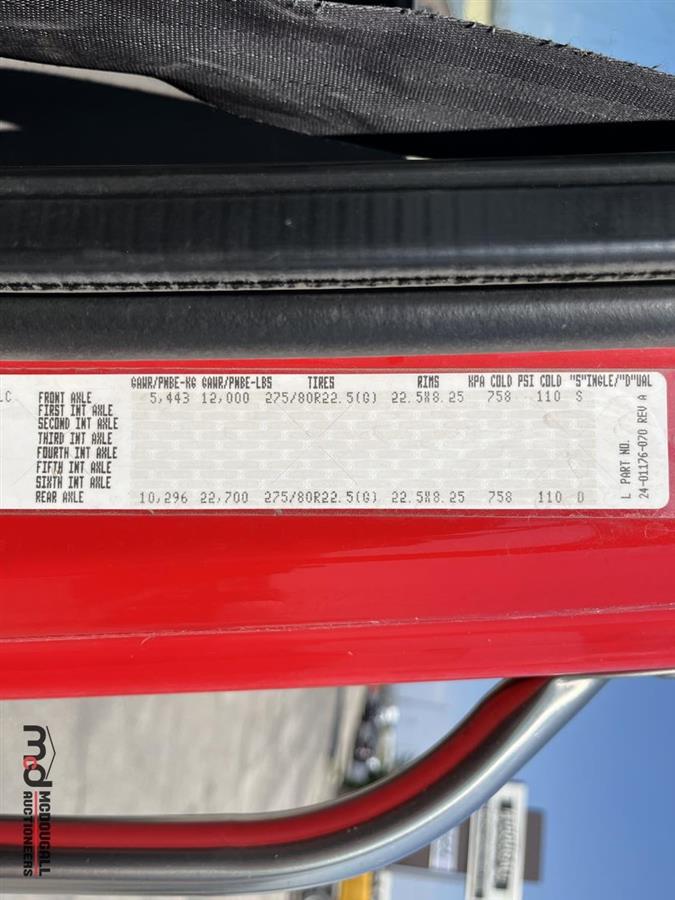 GAWR/PNBE-KG GAWR/PNBE-LBS TIRES RIMS KPA COLD PSI COLD "S"INGLE/"D"UAL
LC FRONT AXLE 5,443 12,000 275/80R22.5(G) 22.5X8.25 758 110 S
FIRST INT AXLE
SECOND INT AXLE
THIRD INT AXLE
FOURTH INT AXLE
FIFTH INT AXLE
SIXTH INT AXLE
REAR AXLE 10,296 22,700 275/80R22.5(G) 22.5X8.25 758 110 D
L PART NO.
24-01176-070 REV A
mcd
MCDOUGALL
AUCTIONEERS